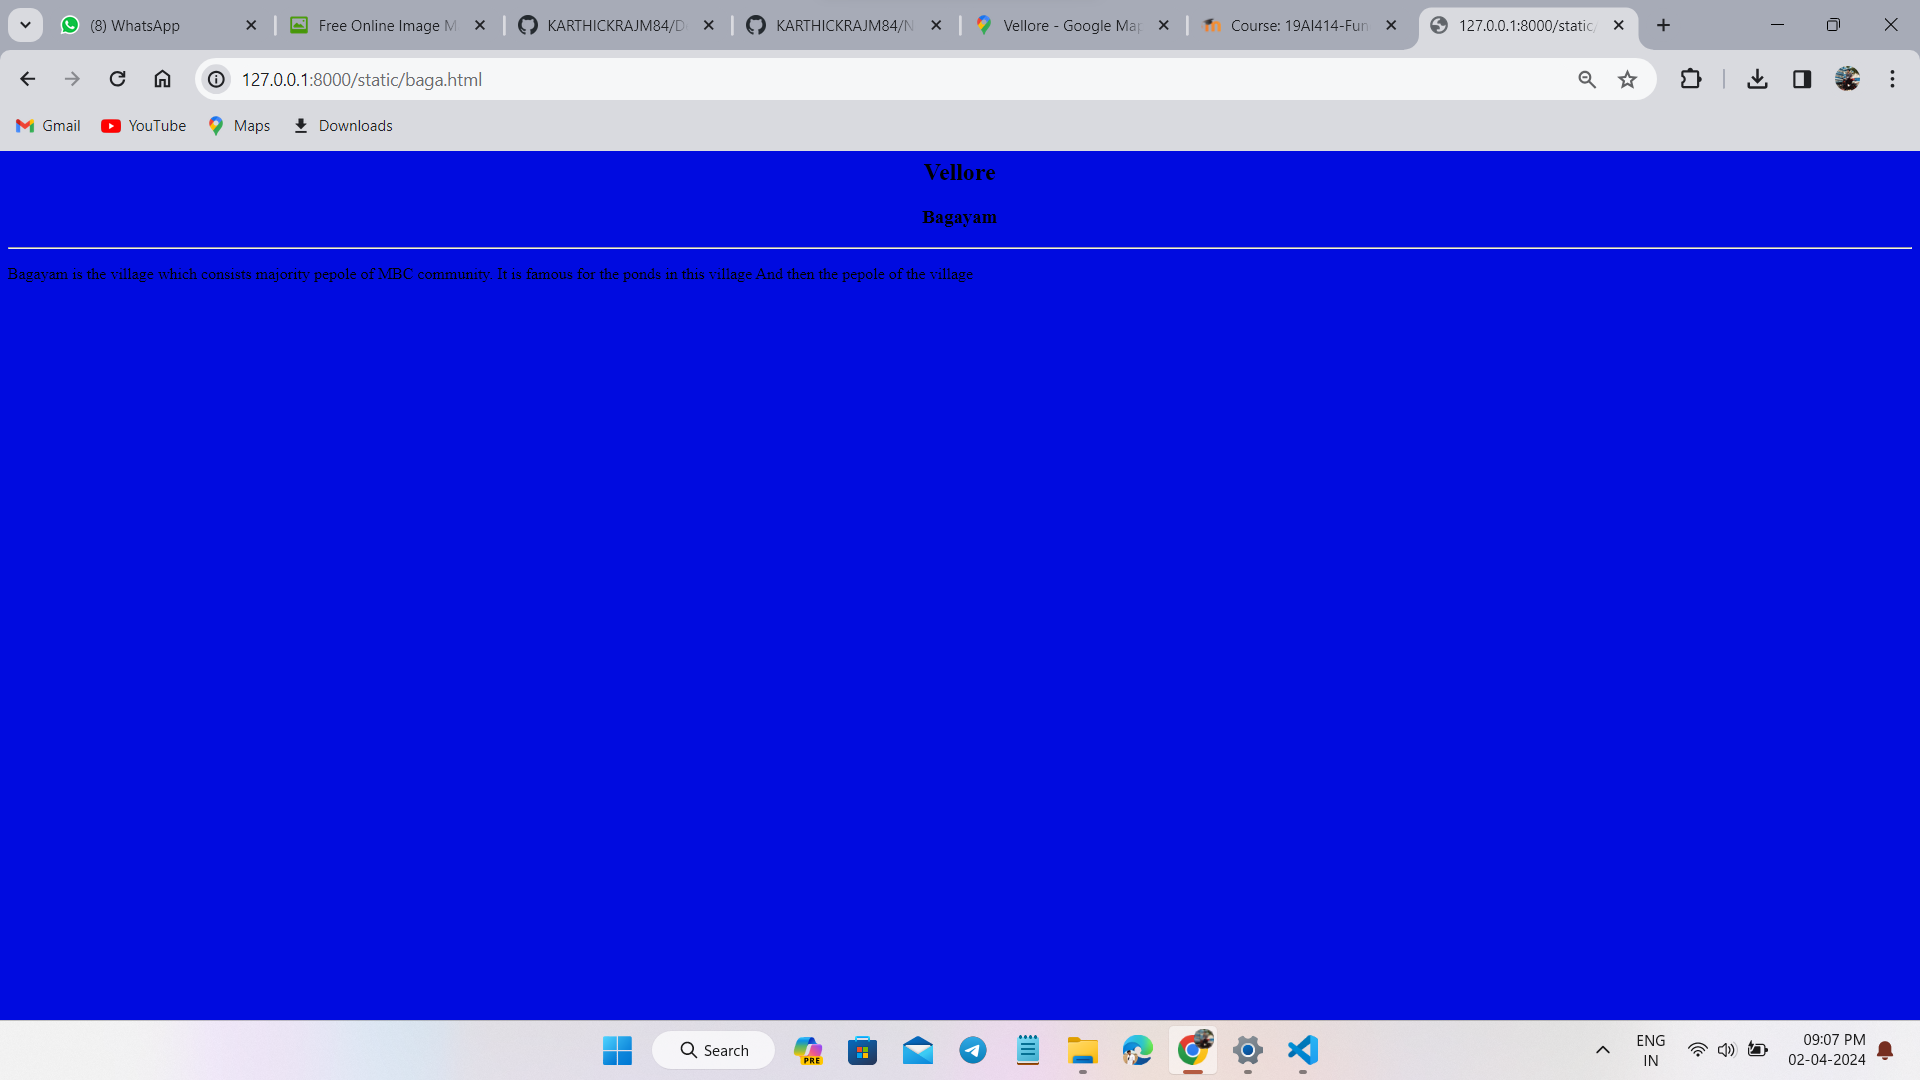 (8) WhatsApp
Free Online Image M
KARTHICKRAJM84/D
KARTHICKRAJM84/N
Vellore - Google Map
Course: 19AI414-Fun
127.0.0.1:8000/static/
127.0.0.1:8000/static/baga.html
Gmail
YouTube
Maps
Downloads
Vellore
Bagayam
Bagayam is the village which consists majority pepole of MBC community. It is famous for the ponds in this village And then the pepole of the village
Search
PRE
ENG
IN
09:07 PM
02-04-2024